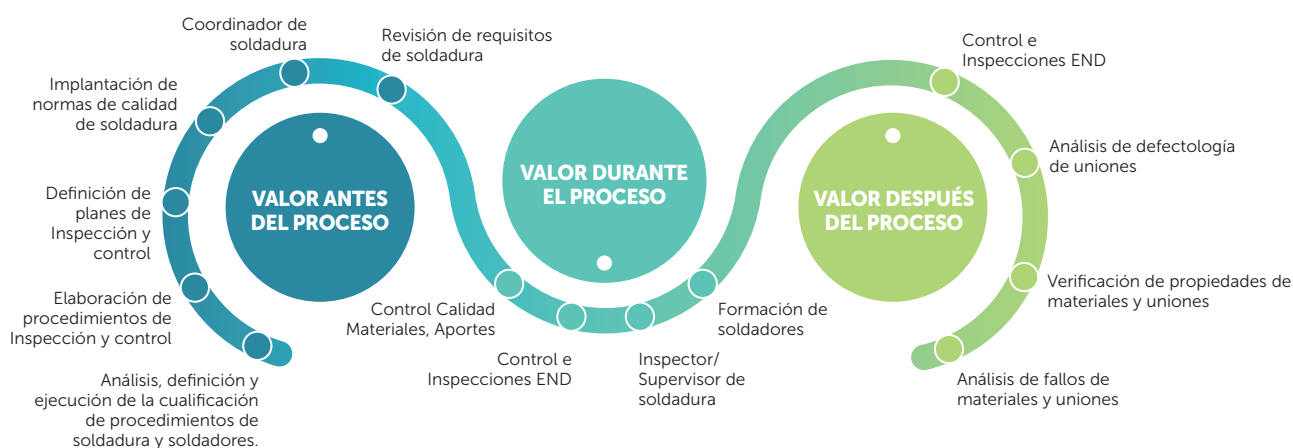 Coordinador de
soldadura
Revisión de requisitos
de soldadura
Implantación de
normas de calidad
de soldadura
Definición de
planes de
Inspección y
control
Elaboración de
procedimientos de
Inspección y control
Análisis, definición y
ejecución de la cualificación
de procedimientos de
soldadura y soldadores.
VALOR ANTES
DEL PROCESO
Control Calidad
Materiales, Aportes
Control e
Inspecciones END
VALOR DURANTE
EL PROCESO
Inspector/
Supervisor de
soldadura
Formación de
soldadores
VALOR DESPUÉS
DEL PROCESO
Control e
Inspecciones END
Análisis de defectología
de uniones
Verificación de propiedades de
materiales y uniones
Análisis de fallos de
materiales y uniones